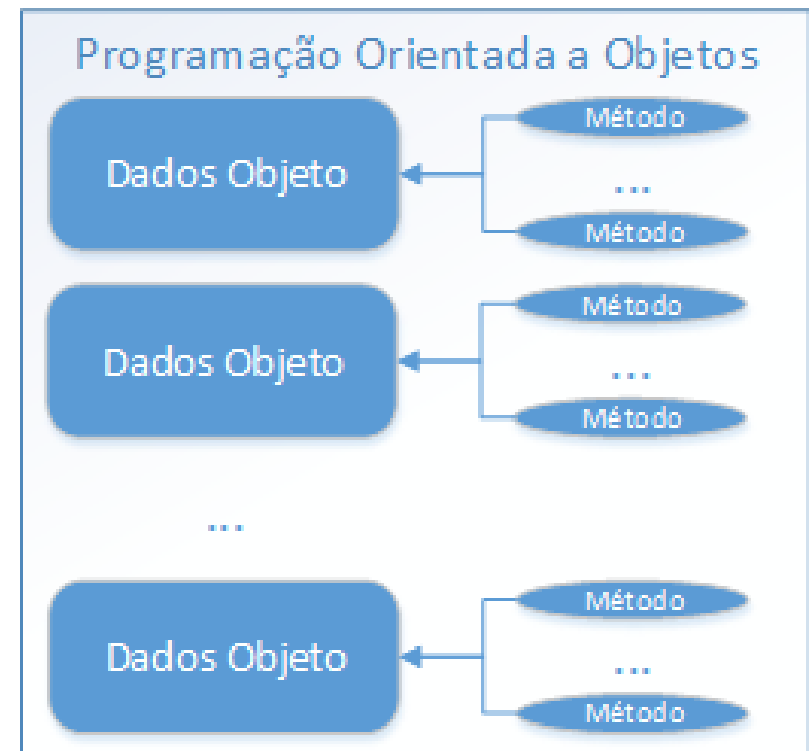 Programação Orientada a Objetos
Método
Dados Objeto
...
Método
Método
Dados Objeto
...
Método
...
Método
Dados Objeto
...
Método